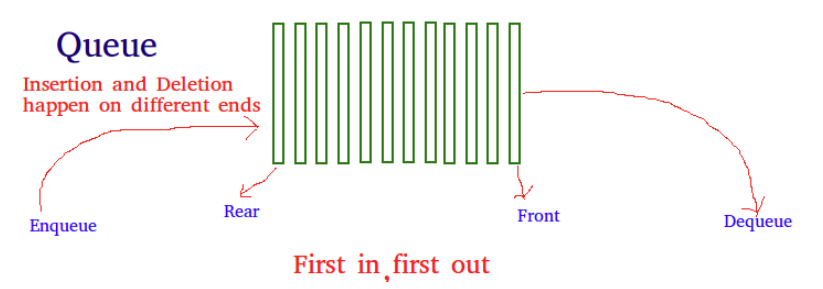 Queue
Insertion and Deletion
happen on different ends
Enqueue
Rear
Front
Dequeue
First in,first out